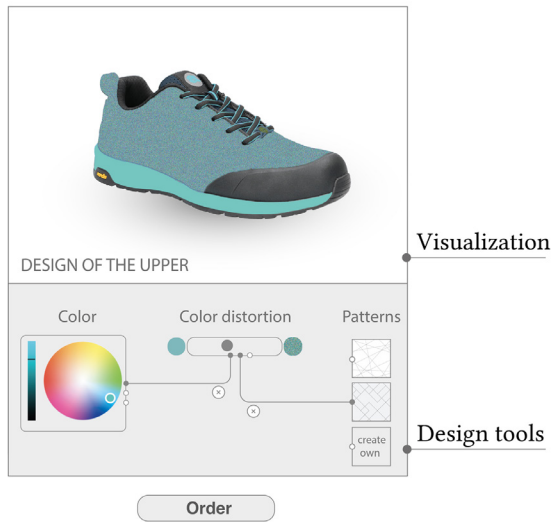 DESIGN OF THE UPPER
Visualization
Color
Color distortion
Patterns
create
own
Design tools
Order